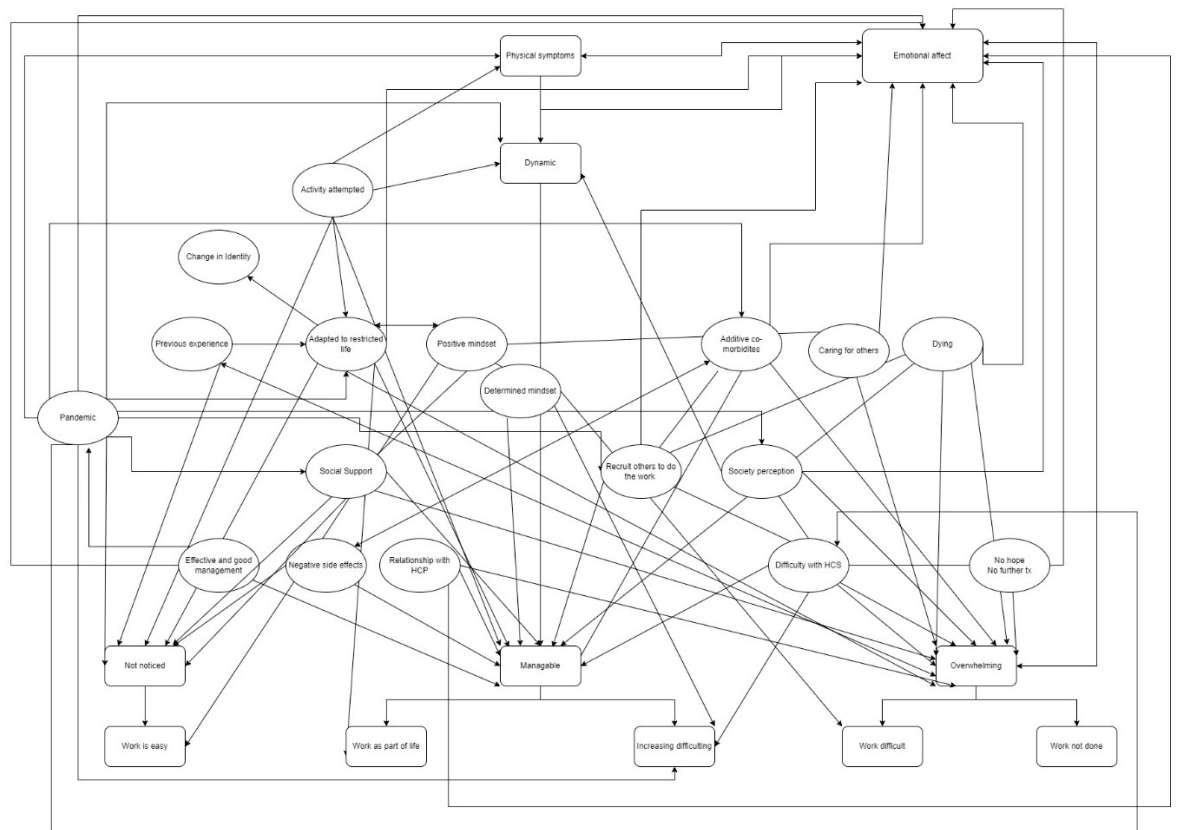 Physical symptoms
Emotional affect
Dynamic
Activity attempted
Change in Identity
Previous experience
Adapted to restricted
life
Positive mindset
Additive co-
morbidites
Caring for others
Dying
Determined mindset
Pandemic
Social Support
Recruit others to do
the work
Society perception
Effective and good
management
Negative side effects
Relationship with
HCP
Difficulty with HCS
No hope
No further tx
Not noticed
Managable
Overwhelming
Work is easy
Work as part of life
Increasing difficulting
Work difficult
Work not done